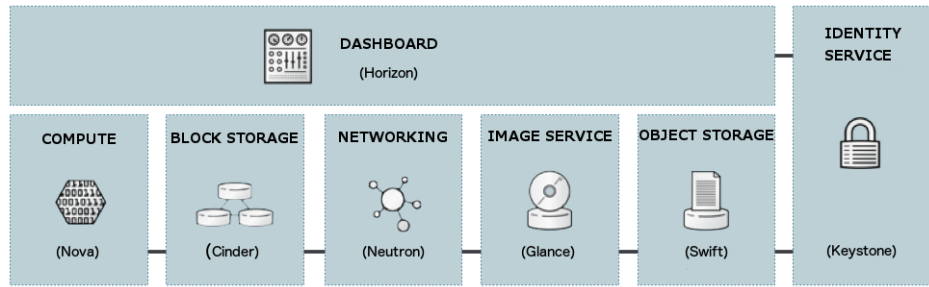 DASHBOARD
(Horizon)
IDENTITY
SERVICE
(Keystone)
COMPUTE
(Nova)
BLOCK STORAGE
(Cinder)
NETWORKING
(Neutron)
IMAGE SERVICE
(Glance)
OBJECT STORAGE
(Swift)